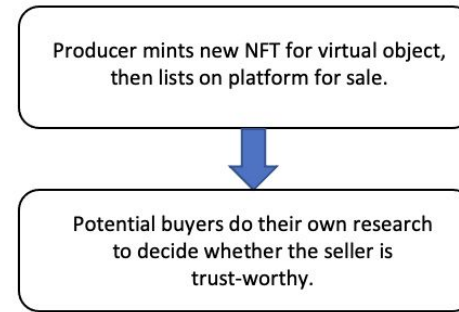 Producer mints new NFT for virtual object,
then lists on platform for sale.
Potential buyers do their own research
to decide whether the seller is
trust-worthy.